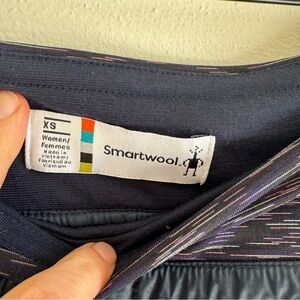 XS
Women/
Femmes
Made in
Vietnam/
Fabriqué au
Vietnam
Smartwool.